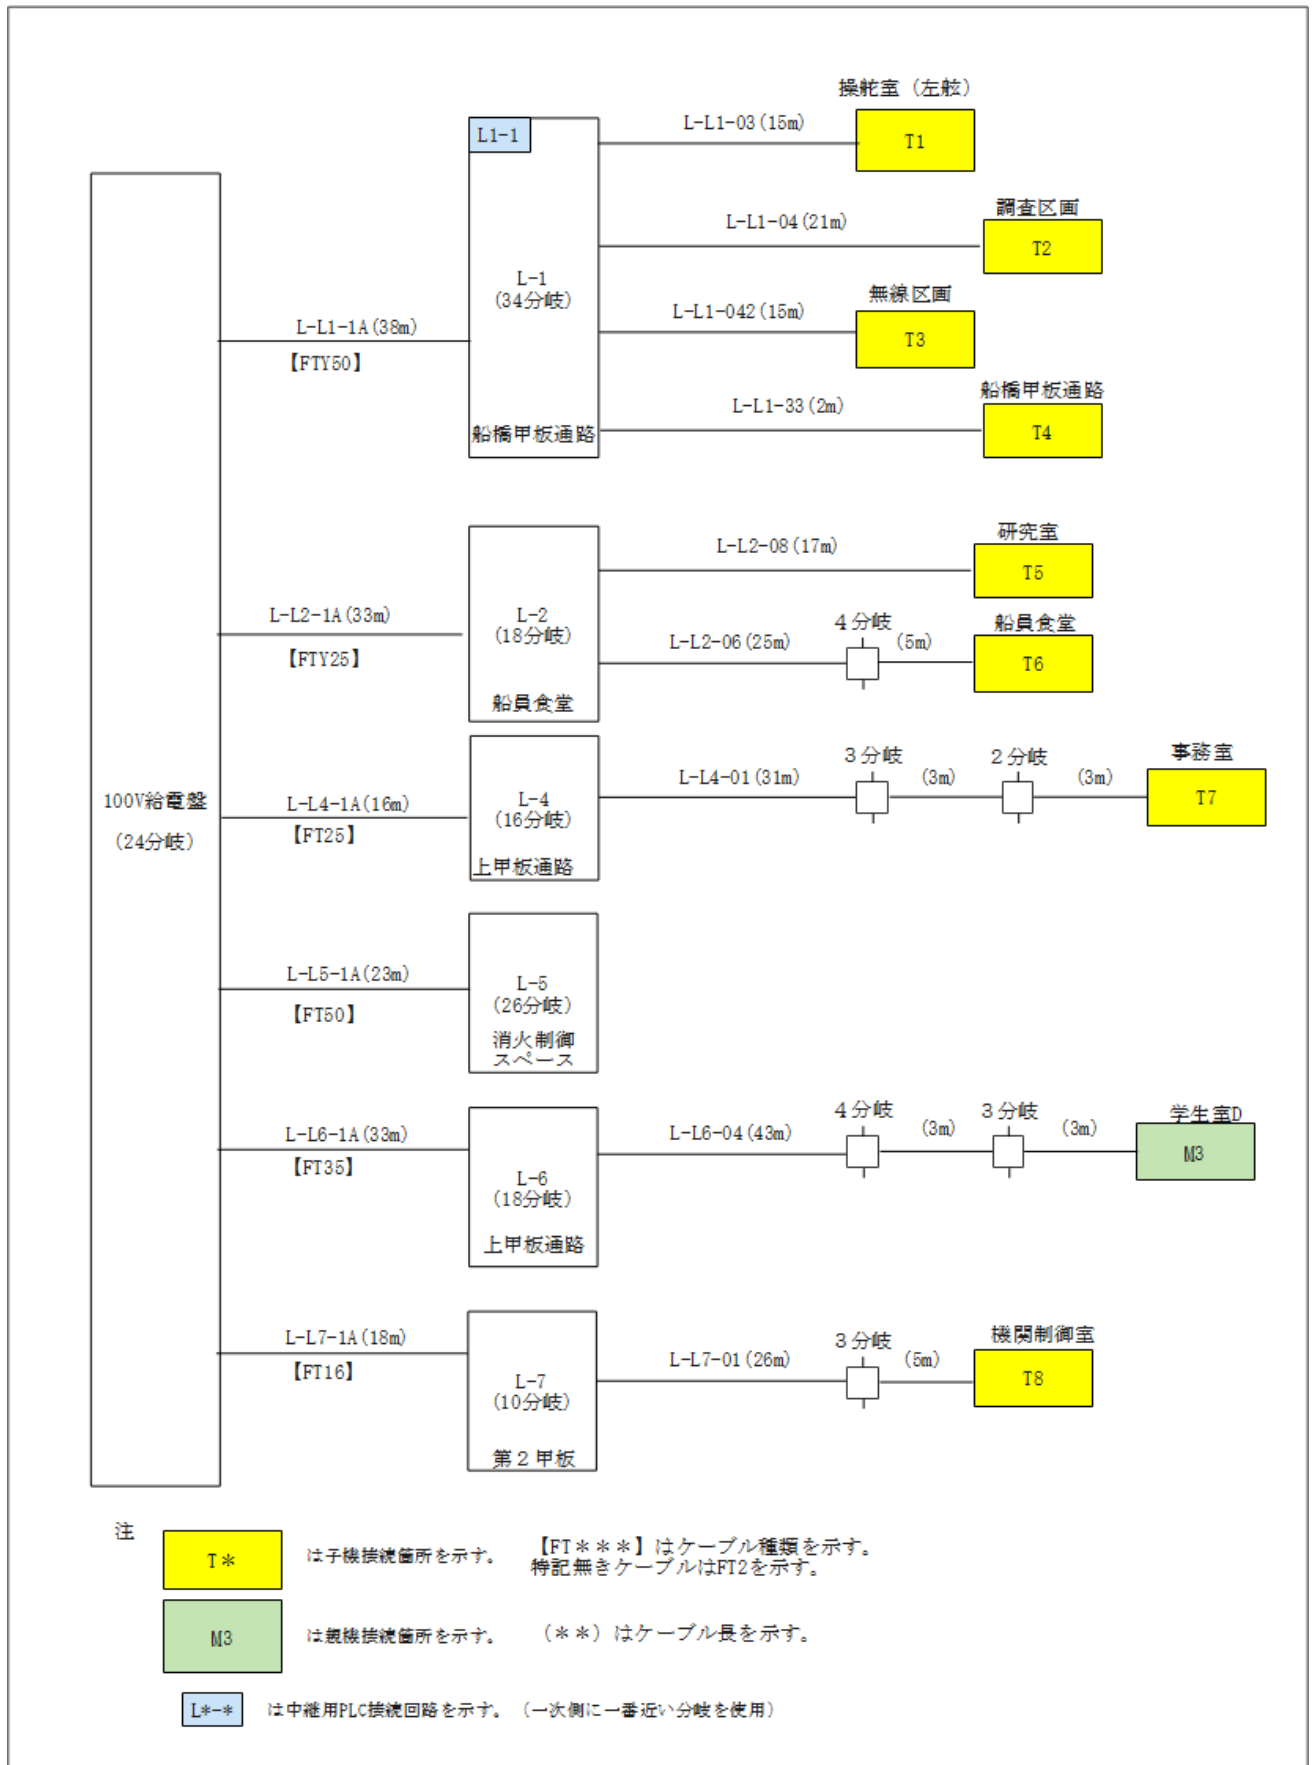 操舵室（左舷）
L1-1
L-L1-03(15m)
T1
調査区画
L-L1-04(21m)
T2
L-1
(34分岐)
無線区画
L-L1-042(15m)
T3
L-L1-1A(38m)
【FTY50】
船橋甲板通路
L-L1-33(2m)
T4
船橋甲板通路
研究室
L-L2-08(17m)
T5
L-L2-1A(33m)
【FTY25】
L-2
(18分岐)
船員食堂
L-L2-06(25m)
４分岐
(5m)
船員食堂
T6
100V給電盤
(24分岐)
L-L4-1A(16m)
【FT25】
L-4
(16分岐)
上甲板通路
L-L4-01(31m)
３分岐
(3m)
２分岐
(3m)
事務室
T7
L-L5-1A(23m)
【FT50】
L-5
(26分岐)
消火制御
スペース
L-L6-1A(33m)
【FT35】
L-6
(18分岐)
上甲板通路
L-L6-04(43m)
４分岐
(3m)
３分岐
(3m)
学生室D
M3
L-L7-1A(18m)
【FT16】
L-7
(10分岐)
第２甲板
L-L7-01(26m)
３分岐
(5m)
機関制御室
T8
注
T＊
は子機接続箇所を示す。
【FT＊＊＊】はケーブル種類を示す。
特記無きケーブルはFT2を示す。
M3
は親機接続箇所を示す。
（＊＊）はケーブル長を示す。
L*-*
は中継用PLC接続回路を示す。（一次側に一番近い分岐を使用）